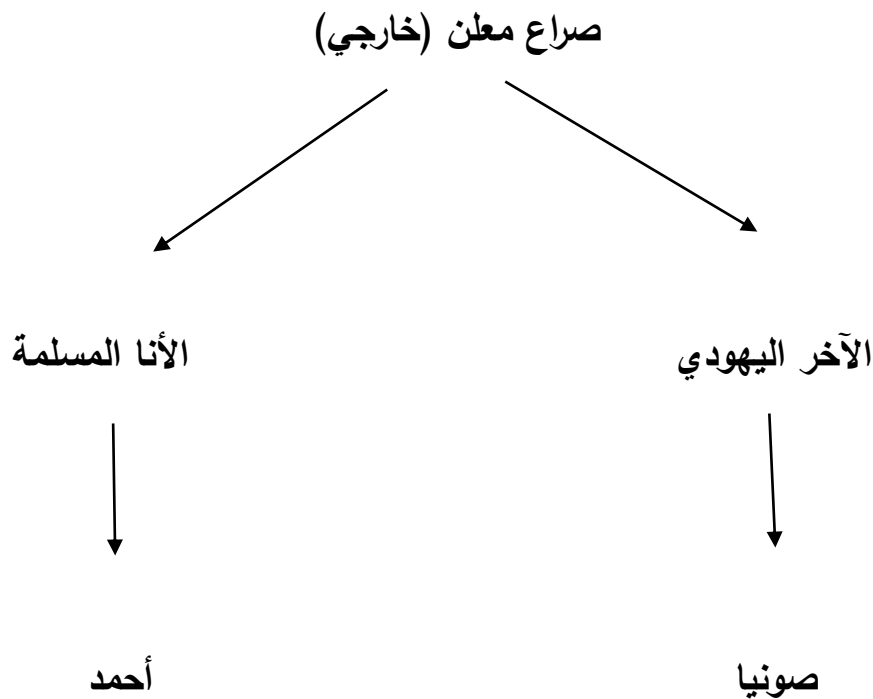 صراع معلن (خارجي)
الآخر اليهودي
الأنا المسلمة
صونيا
أحمد